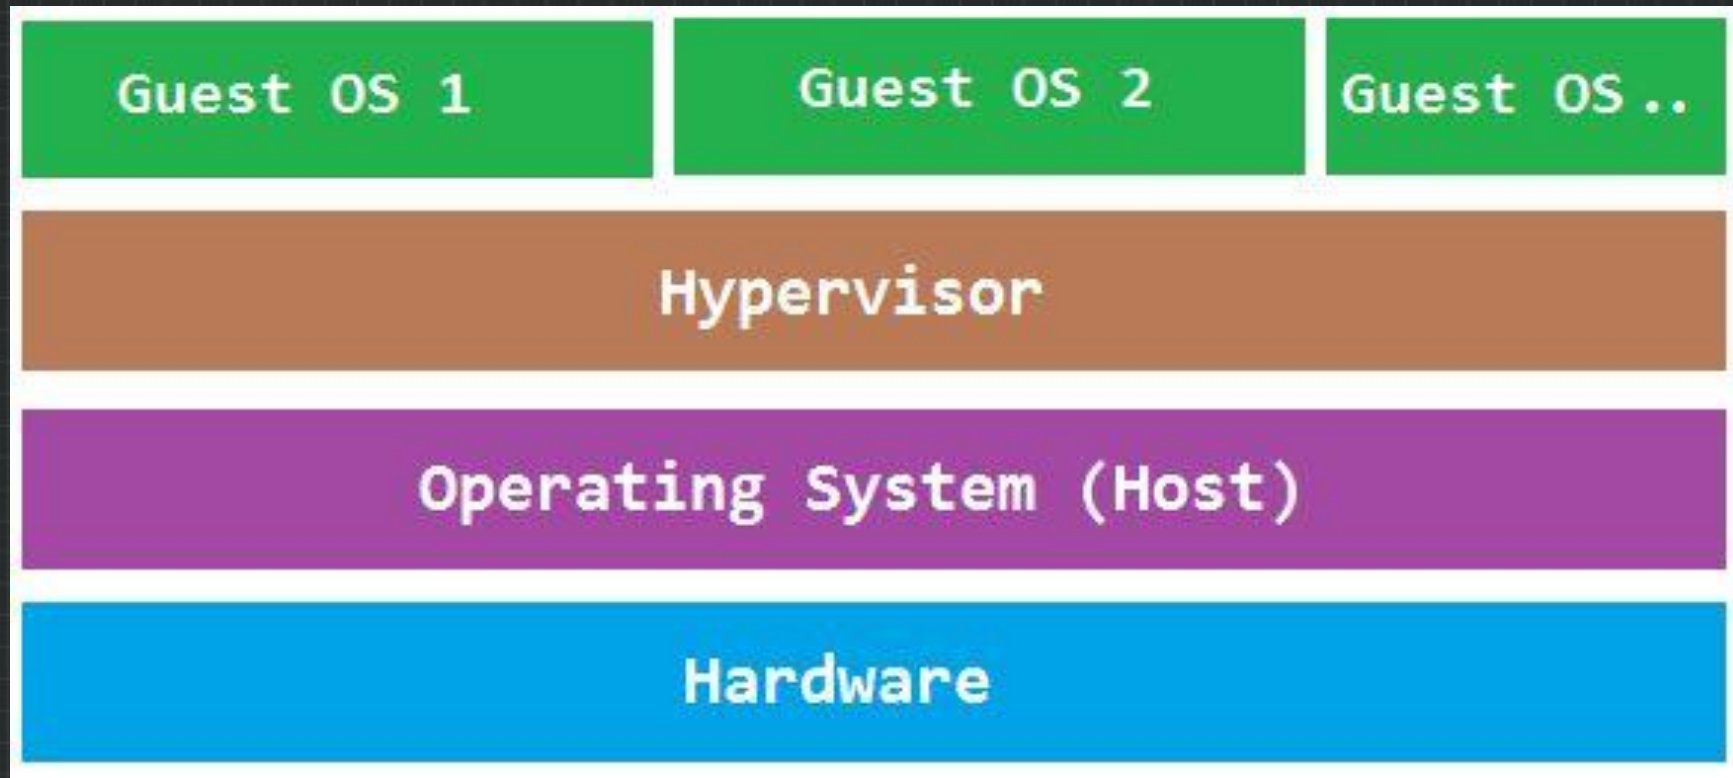 Guest OS 1
Guest OS 2
Guest OS ..
Hypervisor
Operating System (Host)
Hardware